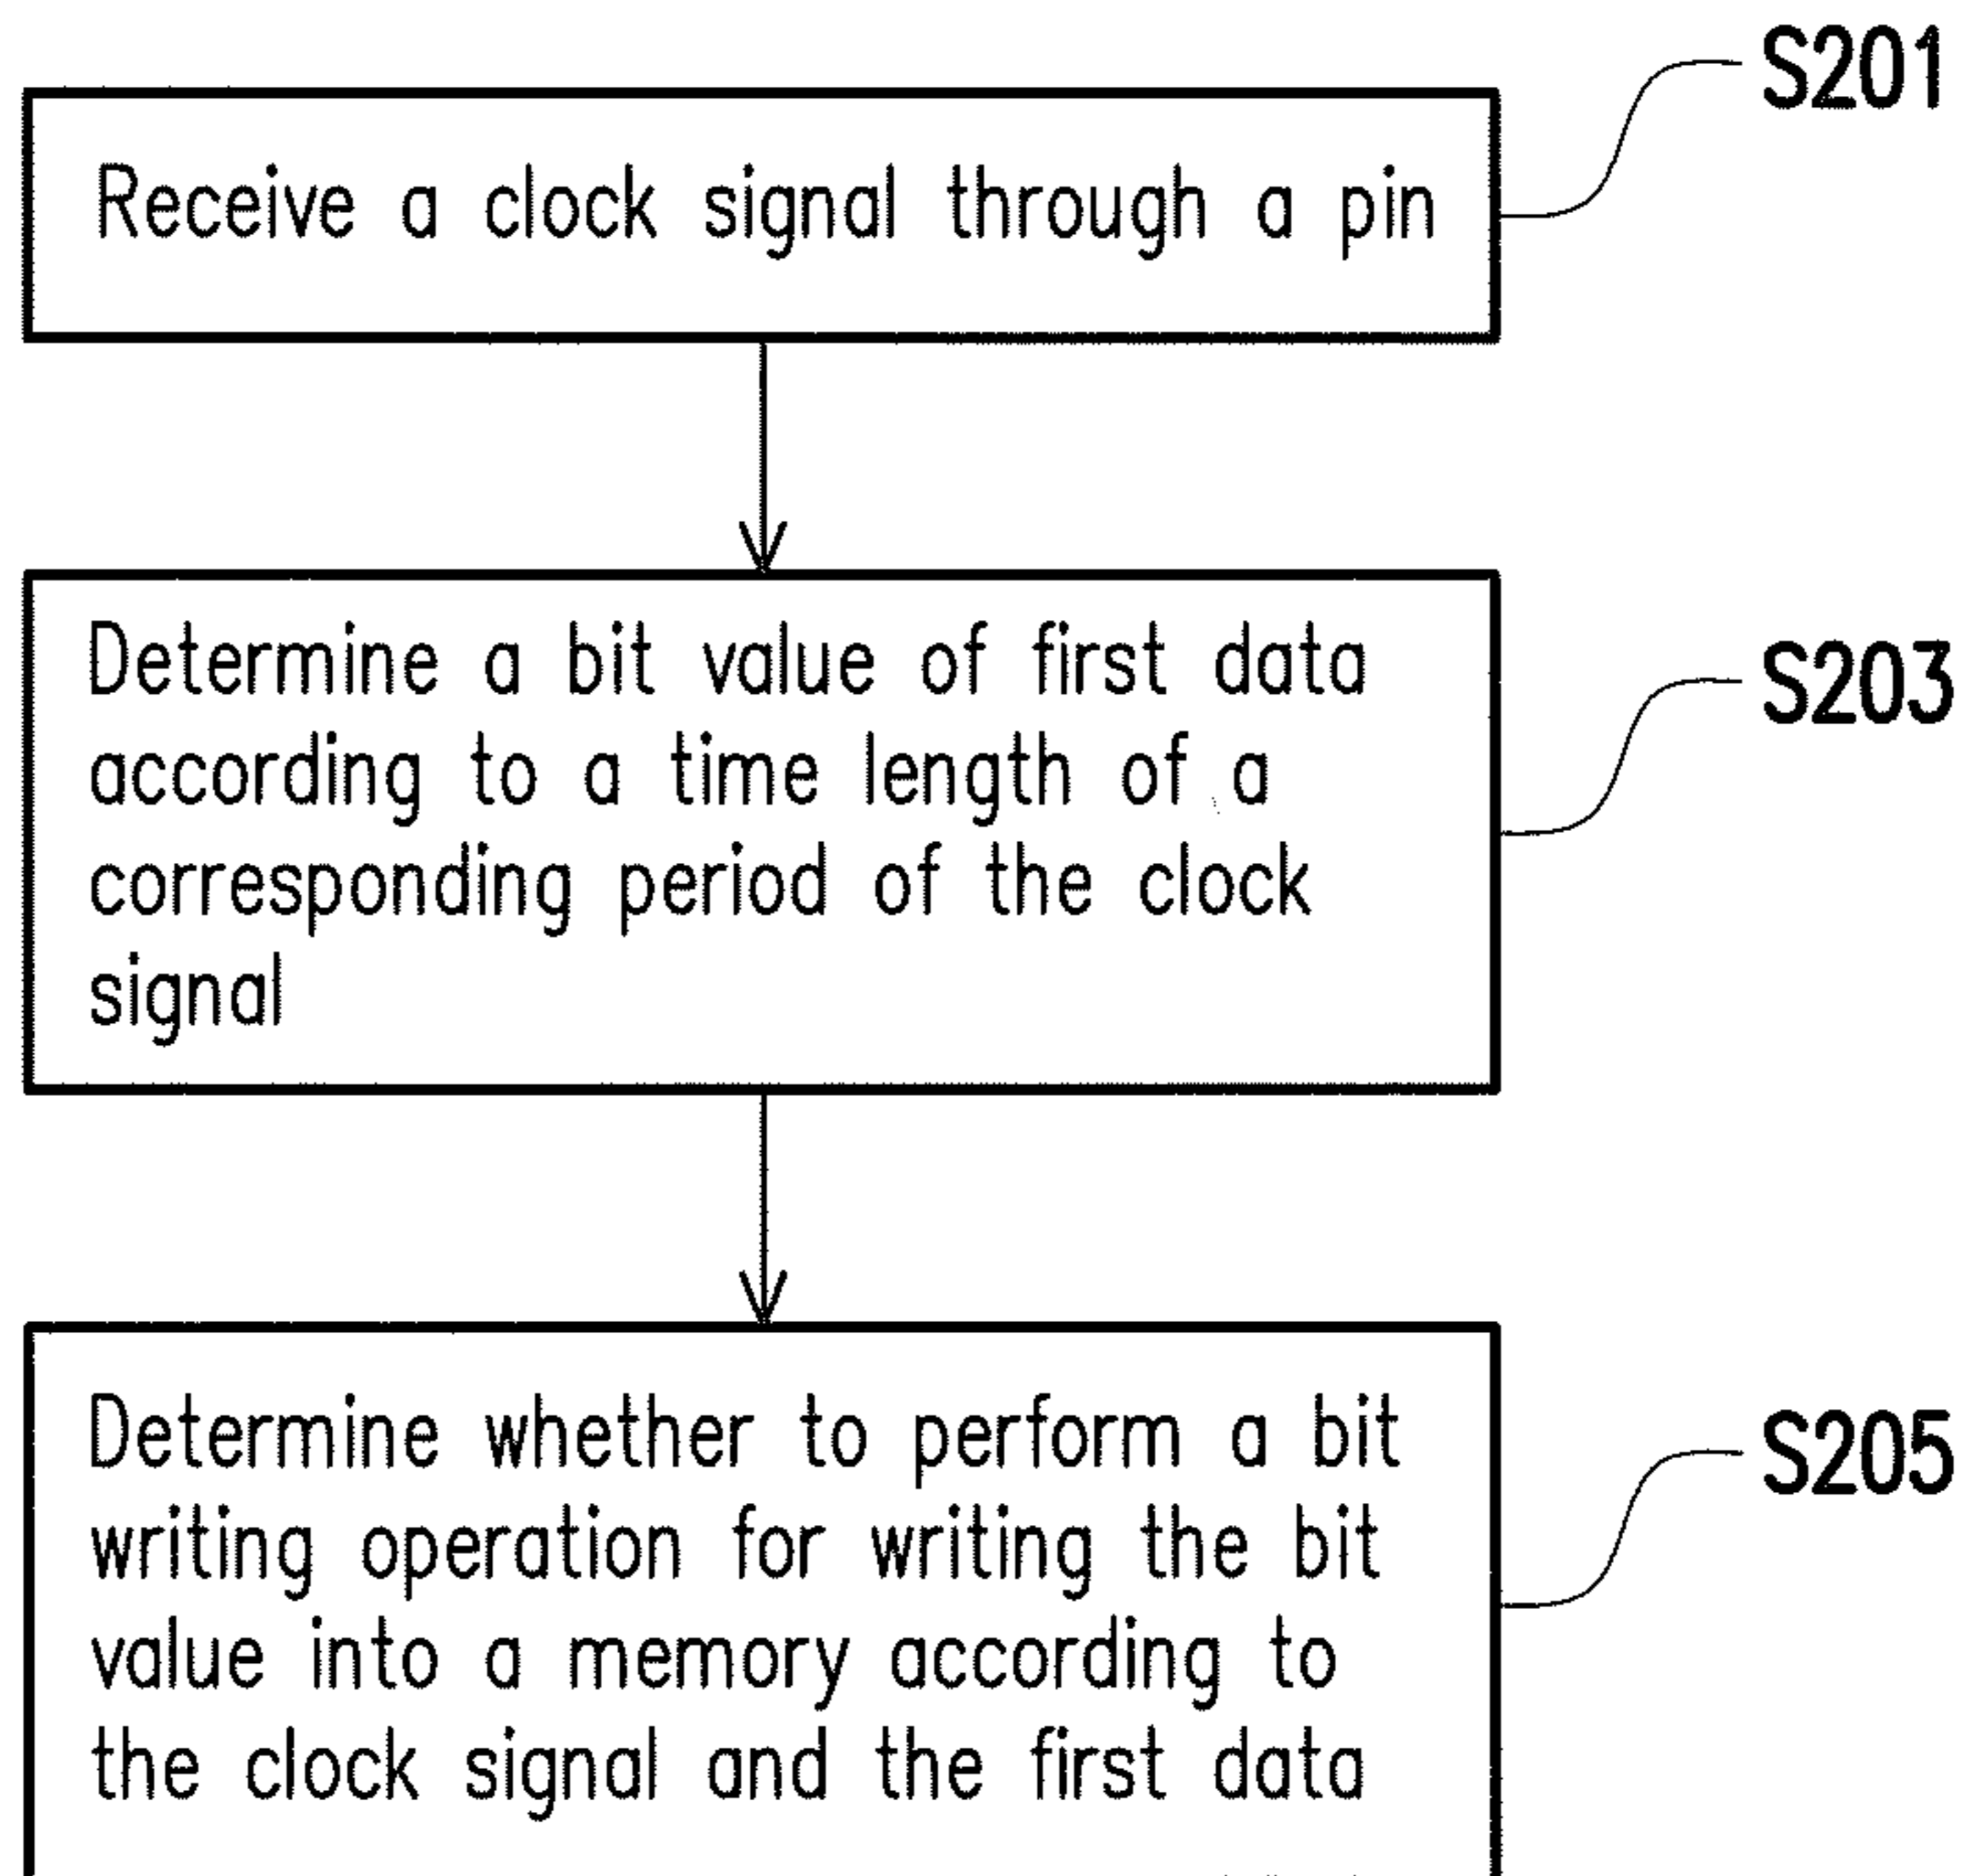 S201
Receive a clock signal through a pin
Determine a bit value of first data
S203
according to a time length of a
corresponding period of the clock
signal
Determine whether to perform a bit
S205
writing operation for writing the bit
value into a memory according to
the clock signal and the first data